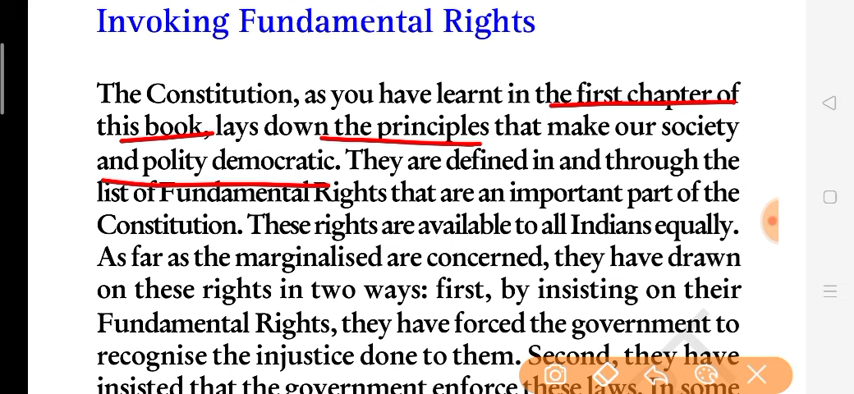 Invoking Fundamental Rights
The Constitution, as you have learnt in the first chapter of
this book, lays down the principles that make our society
and polity democratic. They are defined in and through the
list of Fundamental Rights that are an important part of the
Constitution. These rights are available to all Indians equally.
As far as the marginalised are concerned, they have drawn
on these rights in two ways: first, by insisting on their
Fundamental Rights, they have forced the government to
recognise the injustice done to them. Second, they have
insisted that the government enforce these laws. In some